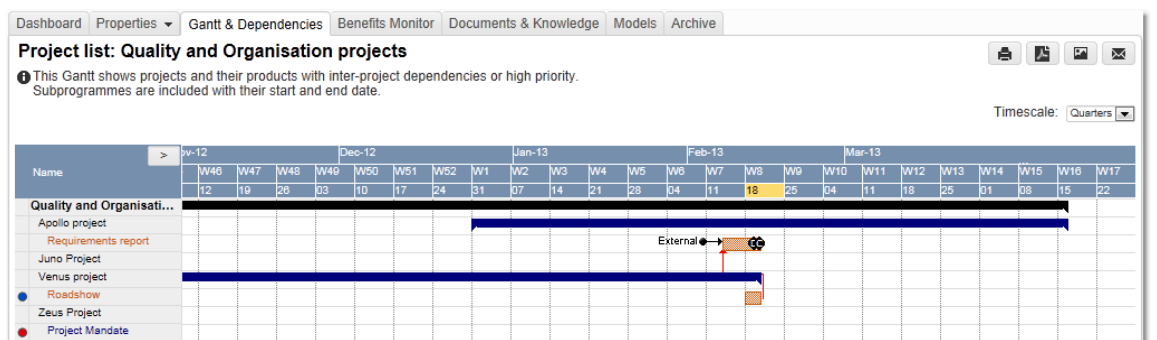 Dashboard Properties Gantt & Dependencies Benefits Monitor Documents & Knowledge Models Archive
Project list: Quality and Organisation projects
This Gantt shows projects and their products with inter-project dependencies or high priority.
Subprogrammes are included with their start and end date.
Timescale: Quarters
> ov-12 Dec-12 Jan-13 Feb-13 Mar-13
Name W46 W47 W48 W49 W50 W51 W52 W1 W2 W3 W4 W5 W6 W7 W8 W9 W10 W11 W12 W13 W14 W15 W16 W17
12 19 26 03 10 17 24 31 07 14 21 28 04 11 18 25 04 11 18 25 01 08 15 22
Quality and Organisati...
Apollo project
Requirements report External CC
Juno Project
Venus project
Roadshow
Zeus Project
Project Mandate